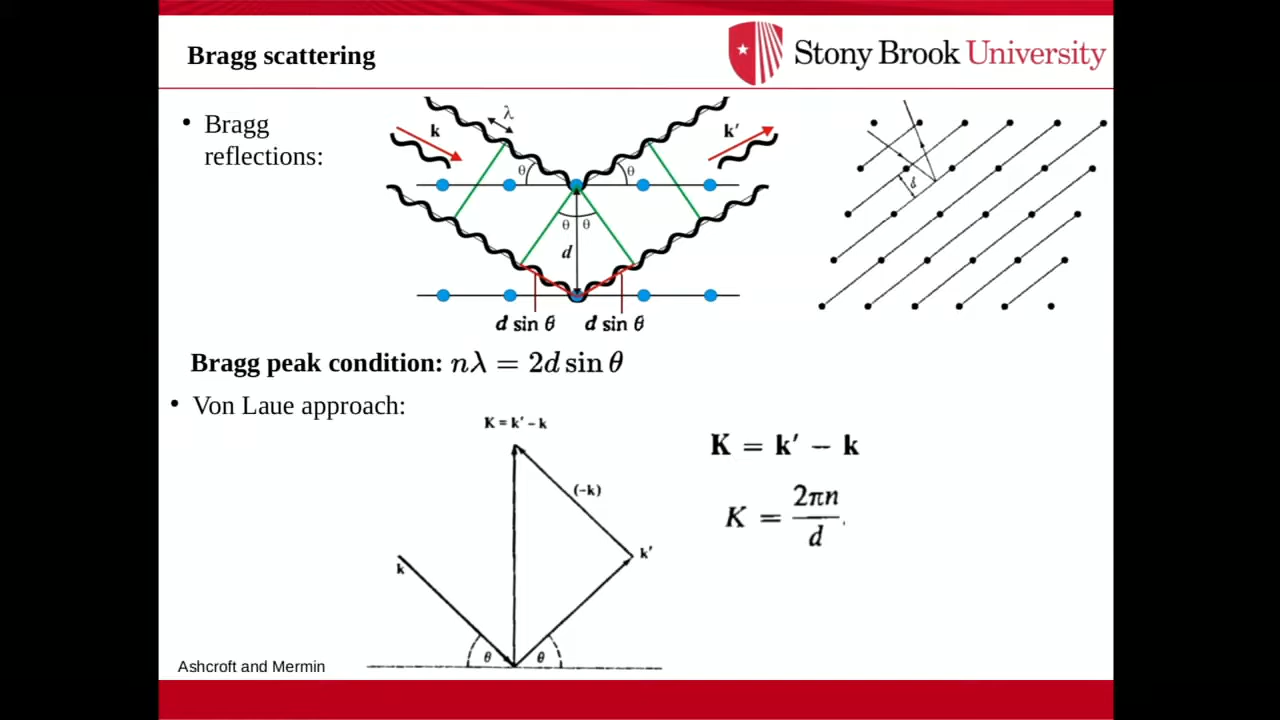 Bragg scattering
Stony Brook University
• Bragg
reflections:
λ
k
k′
θ
θ
θ θ
d
d sin θ
d sin θ
d
Bragg peak condition: nλ = 2d sin θ
• Von Laue approach:
K = k′ – k
(–k)
k′
k
θ
θ
K = k′ − k
K = 2πn / d.
Ashcroft and Mermin